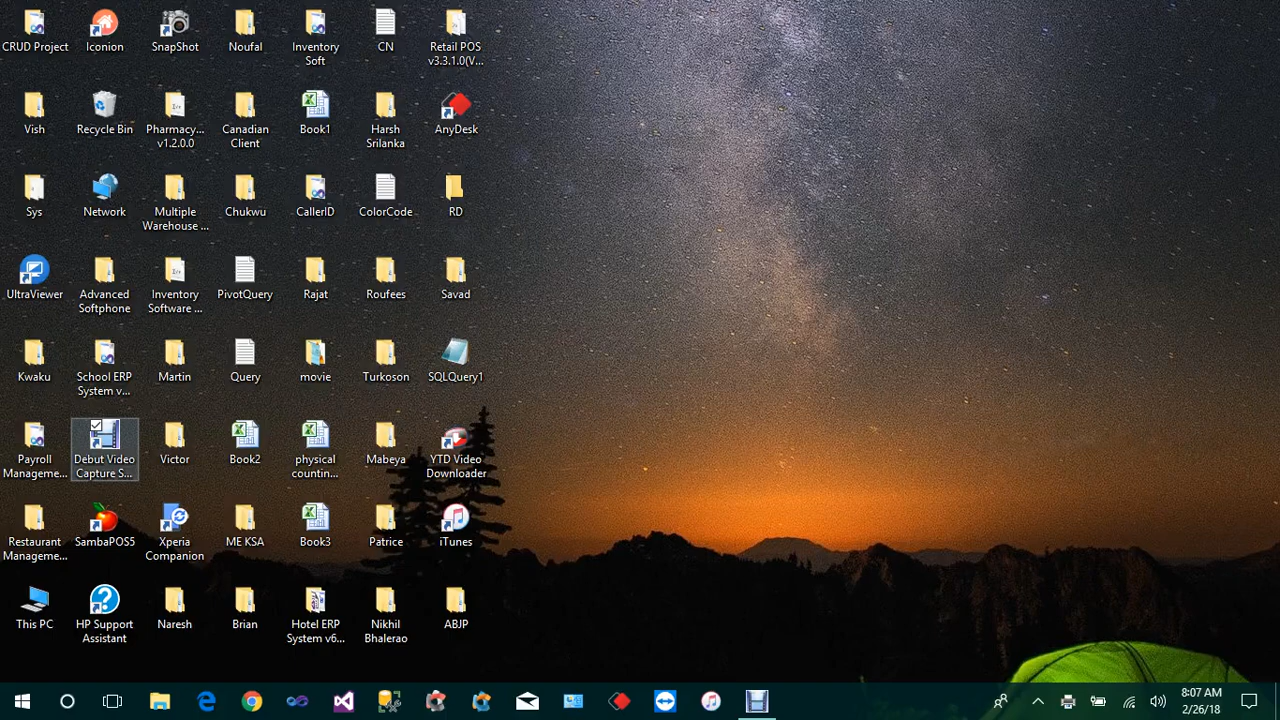 CRUD Project
Iconion
SnapShot
Noufal
Inventory
Soft
CN
Retail POS
v3.3.1.0(V...
Vish
Recycle Bin
Pharmacy...
v1.2.0.0
Canadian
Client
Book1
Harsh
Srilanka
AnyDesk
Sys
Network
Multiple
Warehouse ...
Chukwu
CallerID
ColorCode
RD
UltraViewer
Advanced
Softphone
Inventory
Software ...
PivotQuery
Rajat
Roufees
Savad
Kwaku
School ERP
System v...
Martin
Query
movie
Turkoson
SQLQuery1
Payroll
Manageme...
Debut Video
Capture S...
Victor
Book2
physical
countin...
Mabeya
YTD Video
Downloader
Restaurant
Manageme...
SambaPOS5
Xperia
Companion
ME KSA
Book3
Patrice
iTunes
This PC
HP Support
Assistant
Naresh
Brian
Hotel ERP
System v6...
Nikhil
Bhalerao
ABJP
8:07 AM
2/26/18